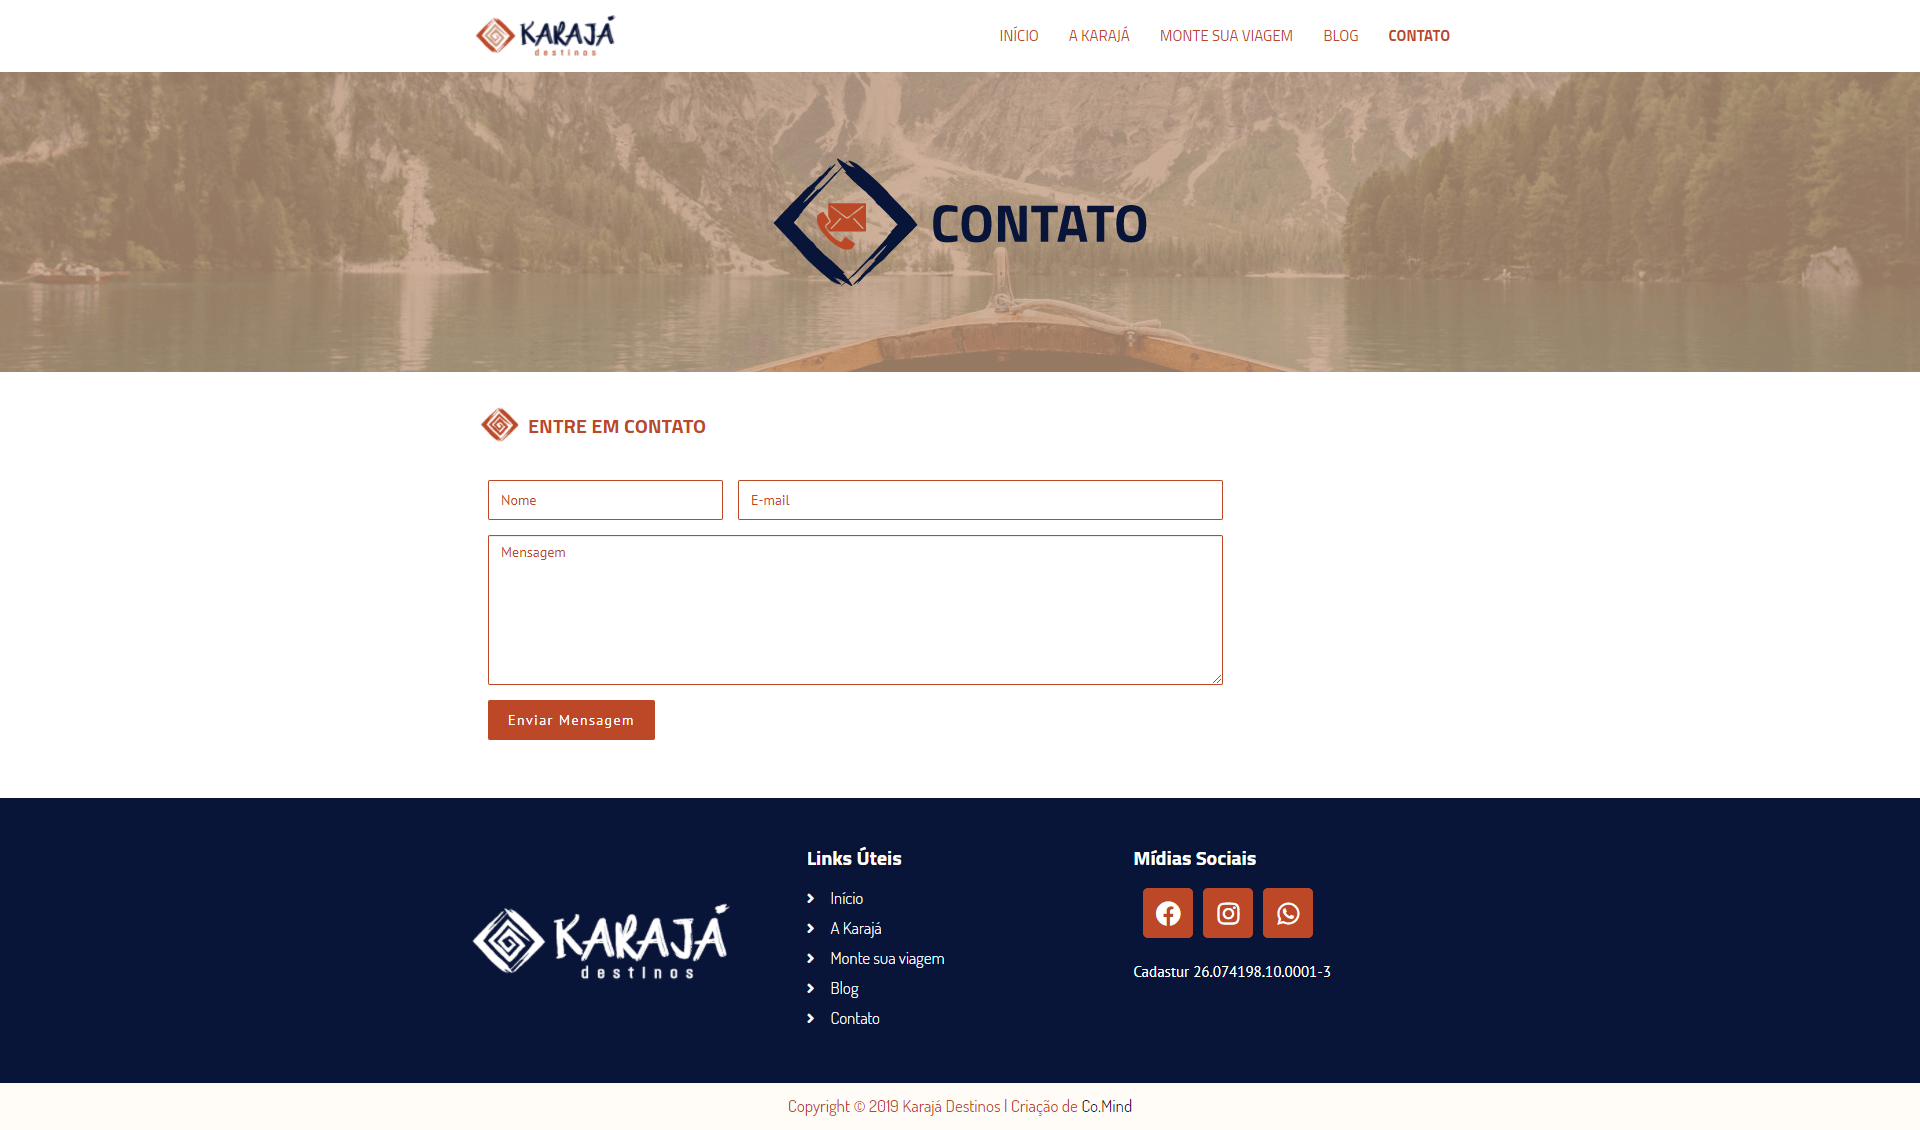 KARAJÁ
destinos
INÍCIO A KARAJÁ MONTE SUA VIAGEM BLOG CONTATO
CONTATO
ENTRE EM CONTATO
Nome
E-mail
Mensagem
Enviar Mensagem
KARAJÁ
destinos
Links Úteis
Início
A Karajá
Monte sua viagem
Blog
Contato
Mídias Sociais
Cadastur 26.074198.10.0001-3
Copyright © 2019 Karajá Destinos | Criação de Co.Mind